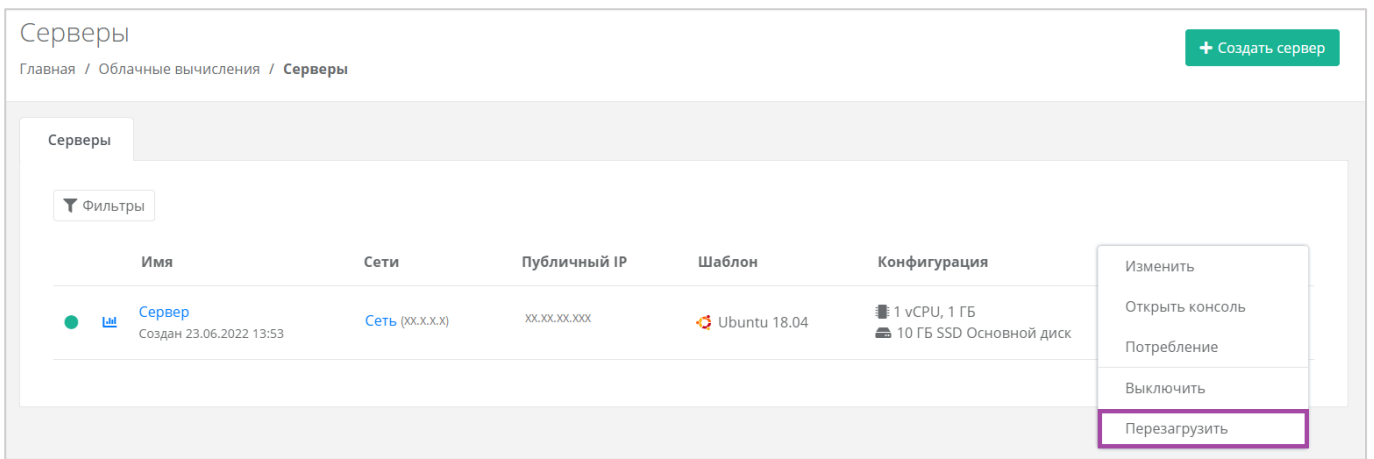 Серверы
+ Создать сервер
Главная / Облачные вычисления / Серверы
Серверы
Фильтры
Имя Сети Публичный IP Шаблон Конфигурация
Сервер
Создан 23.06.2022 13:53
Сеть (XX.X.X.X)
XX.XX.XX.XXX
Ubuntu 18.04
1 vCPU, 1 ГБ
10 ГБ SSD Основной диск
Изменить
Открыть консоль
Потребление
Выключить
Перезагрузить